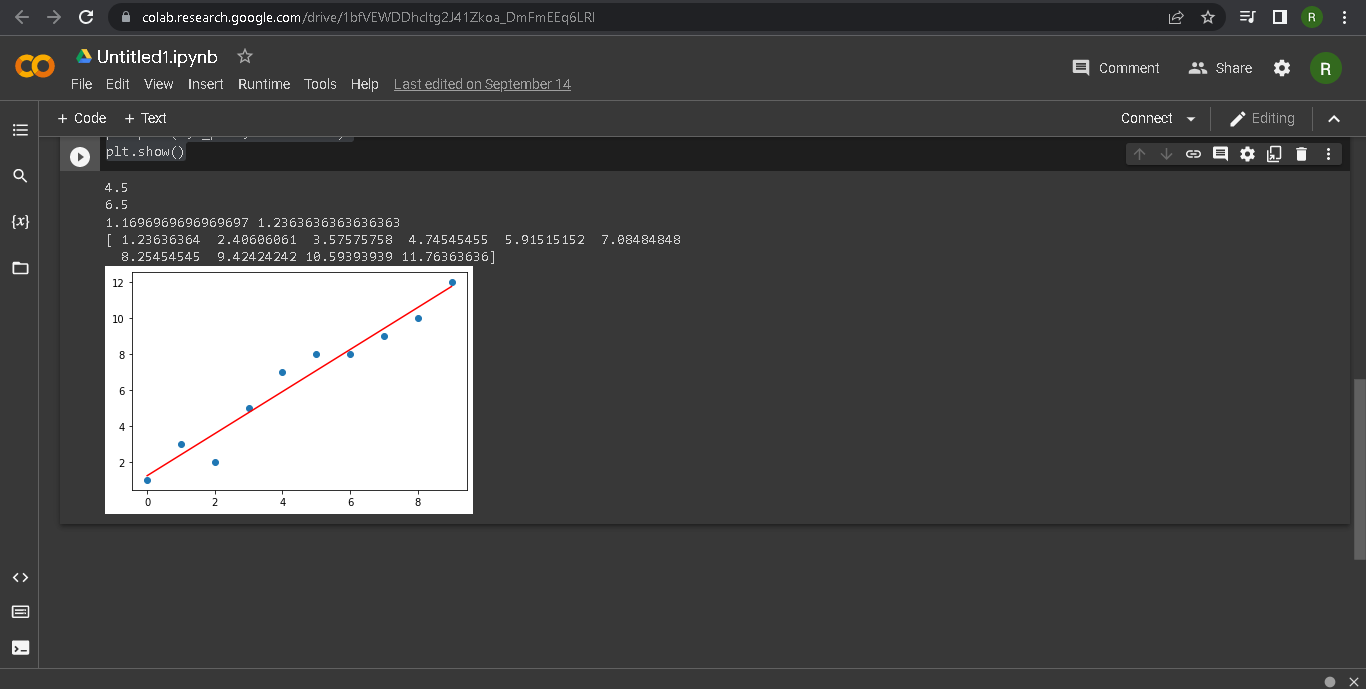 colab.research.google.com/drive/1bfVEWDDhcItg2J41Zkoa_DmFmEEq6LRI
R
Untitled1.ipynb
File Edit View Insert Runtime Tools Help Last edited on September 14
Comment Share R
+ Code + Text
Connect Editing
plt.show()
{x}
4.5
6.5
1.1696969696969697 1.2363636363636363
[ 1.23636364 2.40606061 3.57575758 4.74545455 5.91515152 7.08484848
8.25454545 9.42424242 10.59393939 11.76363636]
12
10
8
6
4
2
0 2 4 6 8